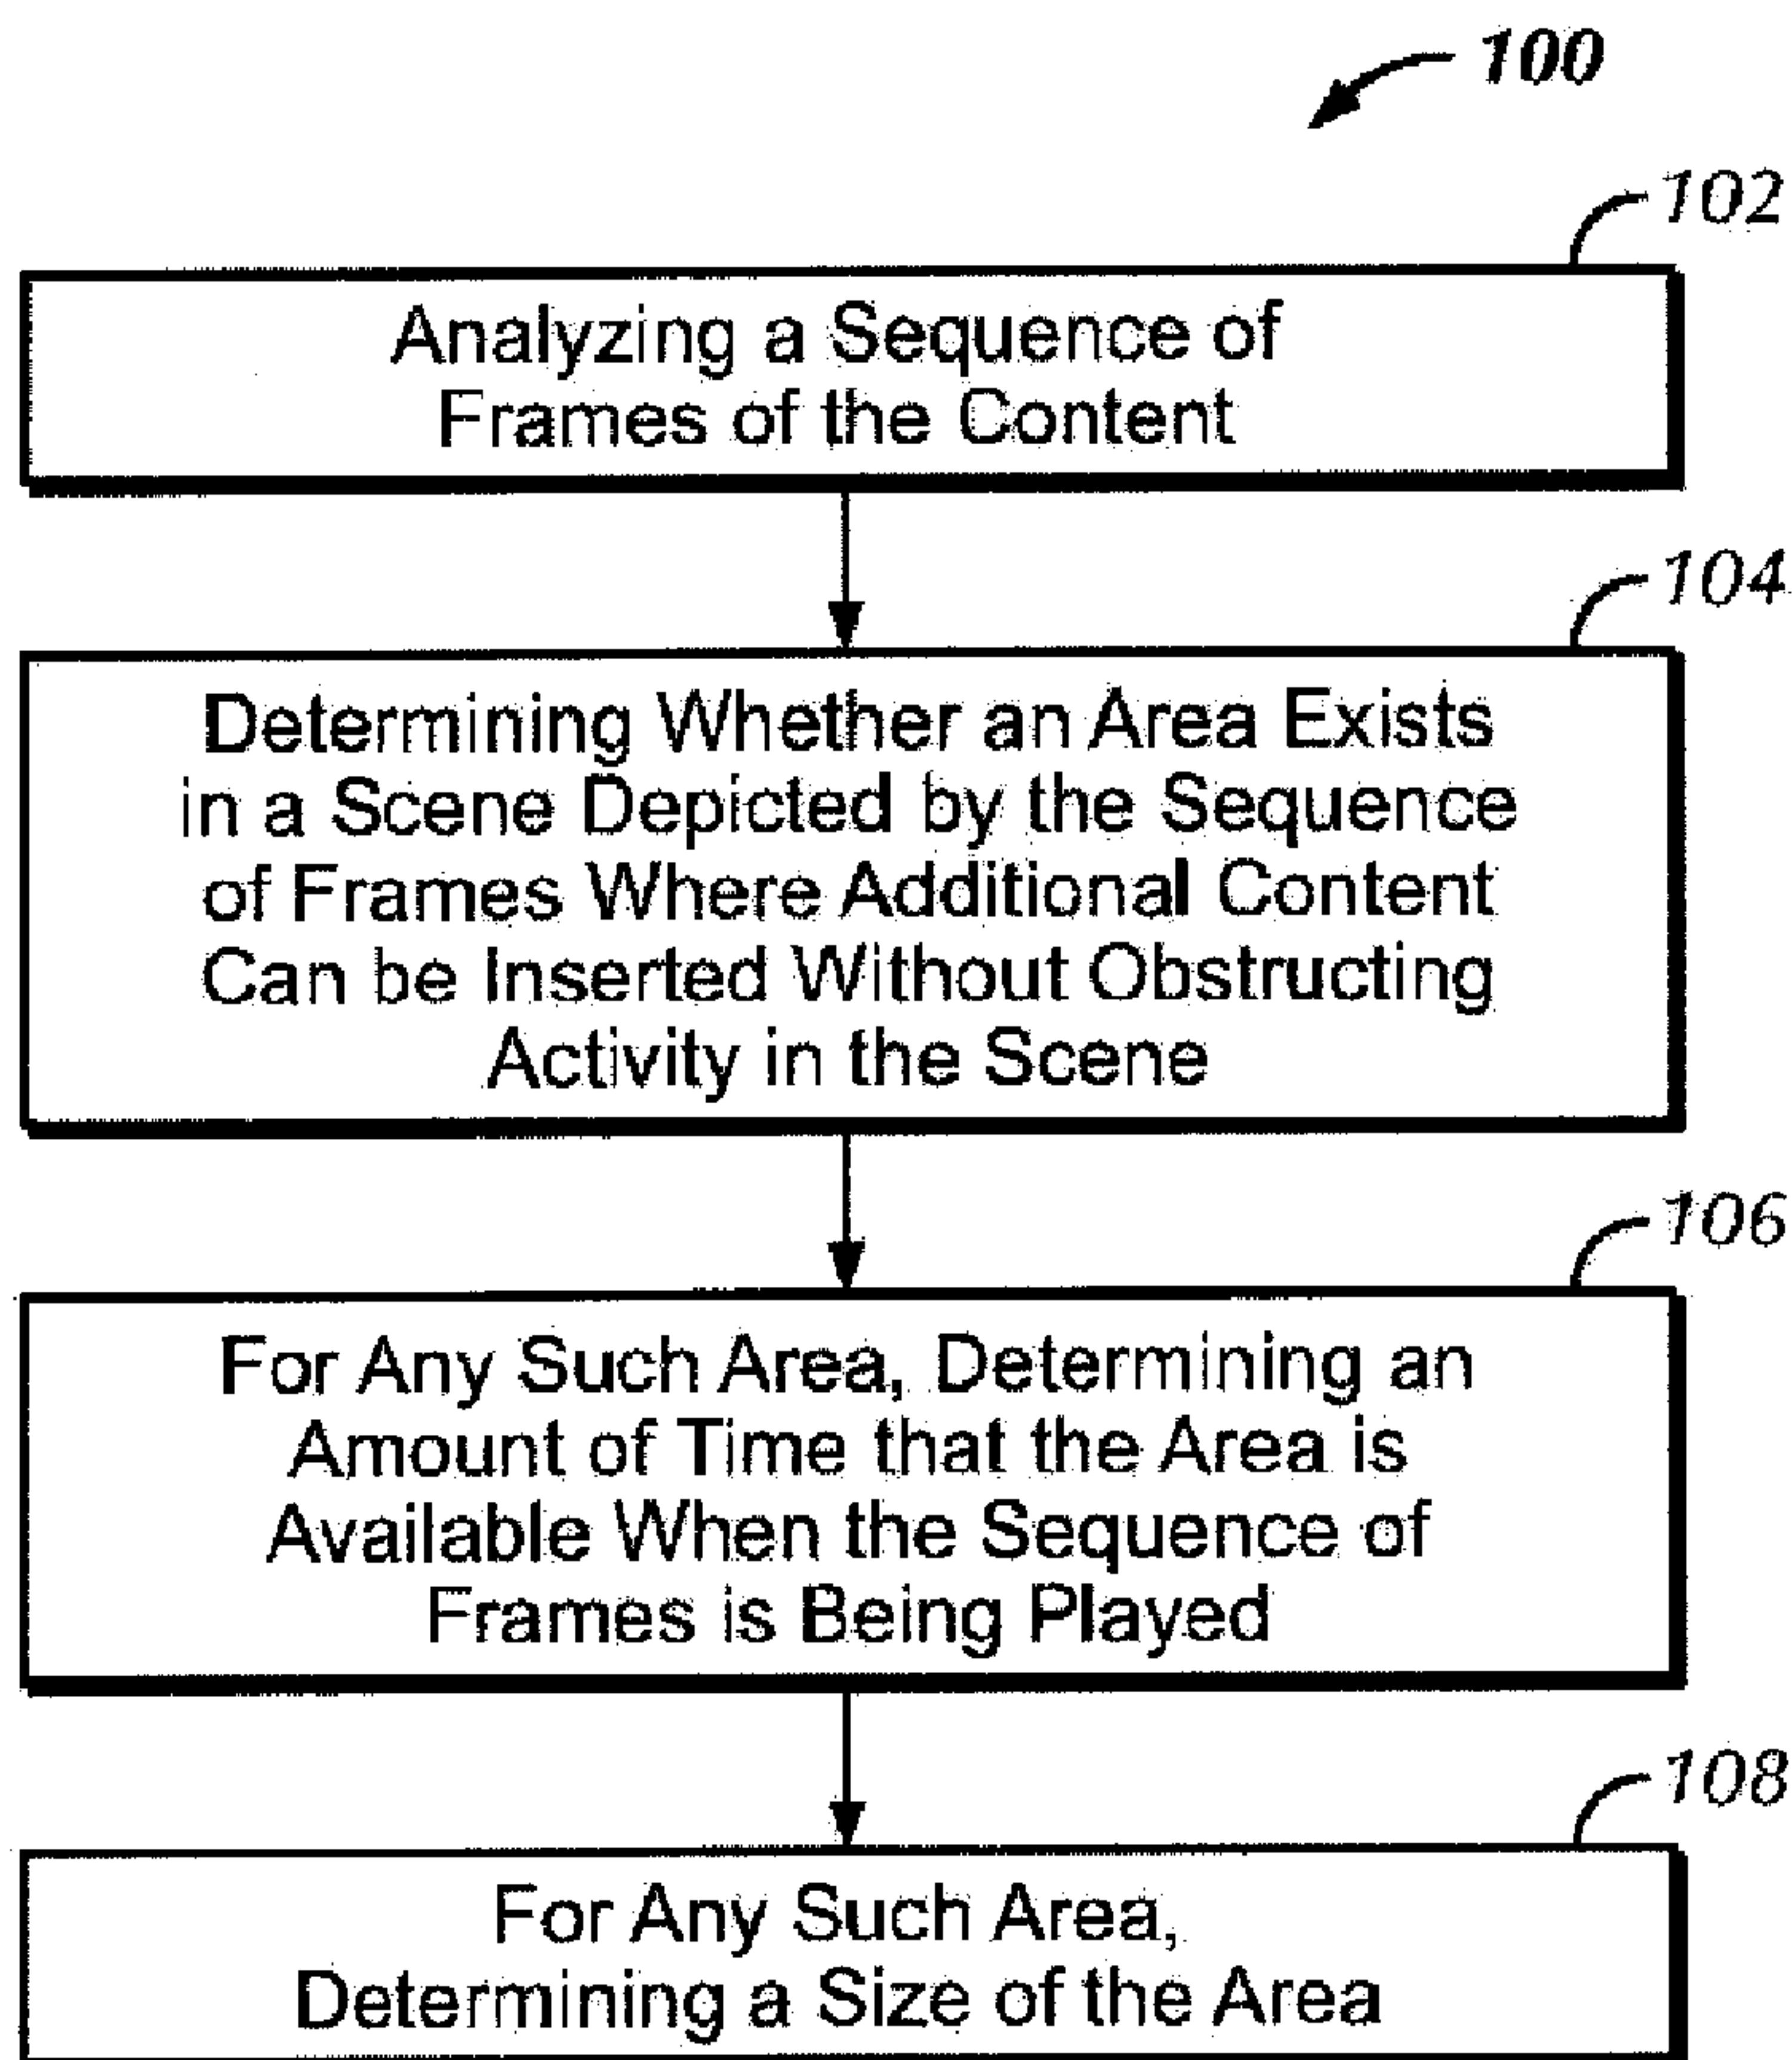 100
102
Analyzing a Sequence of
Frames of the Content
104
Determining Whether an Area Exists
in a Scene Depicted by the Sequence
of Frames Where Additional Content
Can be Inserted Without Obstructing
Activity in the Scene
106
For Any Such Area, Determining an
Amount of Time that the Area is
Available When the Sequence of
Frames is Being Played
108
For Any Such Area,
Determining a Size of the Area